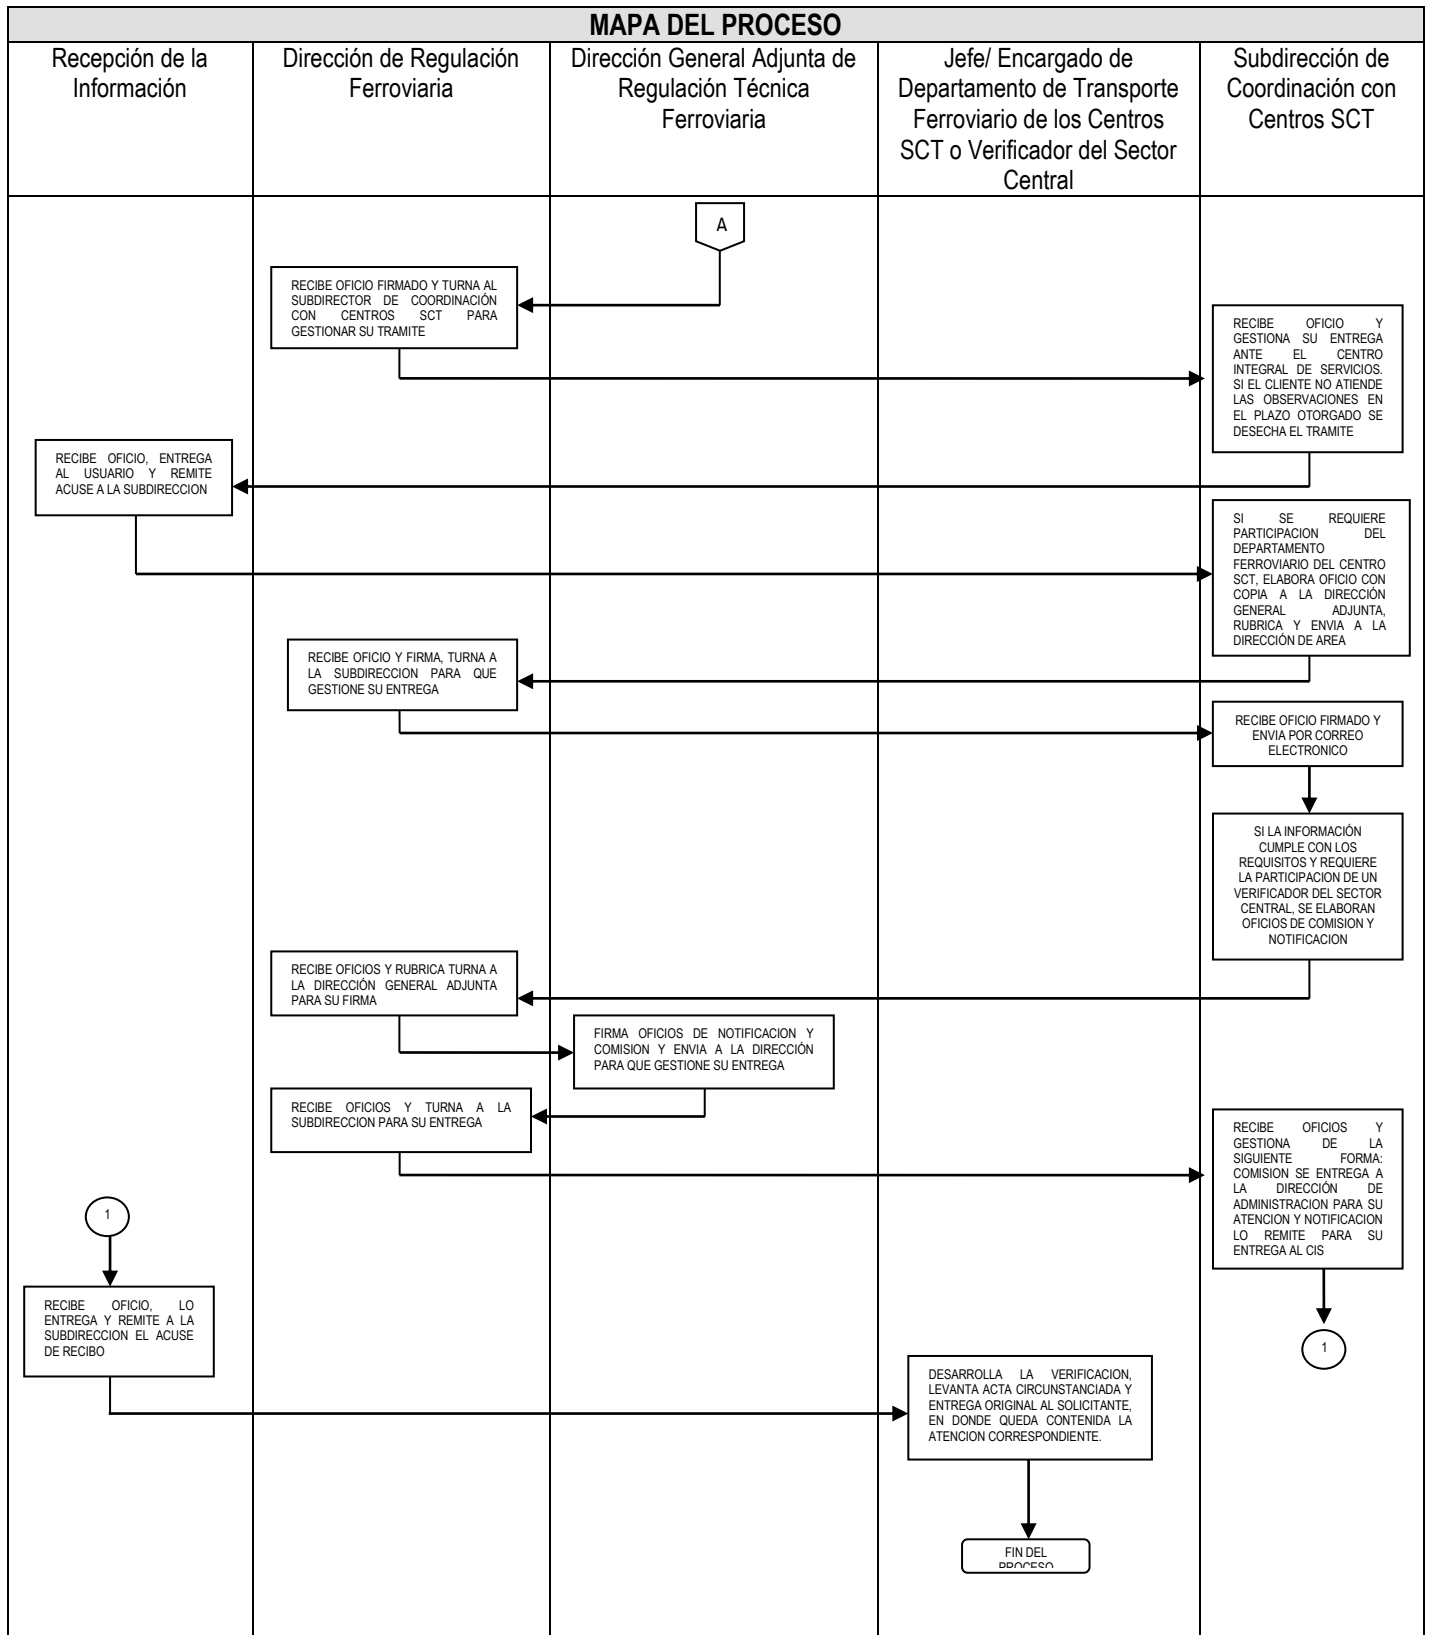 MAPA DEL PROCESO
Recepción de la
Información
Dirección de Regulación
Ferroviaria
Dirección General Adjunta de
Regulación Técnica
Ferroviaria
Jefe/ Encargado de
Departamento de Transporte
Ferroviario de los Centros
SCT o Verificador del Sector
Central
Subdirección de
Coordinación con
Centros SCT
A
RECIBE OFICIO FIRMADO Y TURNA AL
SUBDIRECTOR DE COORDINACIÓN
CON CENTROS SCT PARA
GESTIONAR SU TRAMITE
RECIBE OFICIO Y
GESTIONA SU ENTREGA
ANTE EL CENTRO
INTEGRAL DE SERVICIOS.
SI EL CLIENTE NO ATIENDE
LAS OBSERVACIONES EN
EL PLAZO OTORGADO SE
DESECHA EL TRAMITE
RECIBE OFICIO, ENTREGA
AL USUARIO Y REMITE
ACUSE A LA SUBDIRECCION
SI SE REQUIERE
PARTICIPACION DEL
DEPARTAMENTO
FERROVIARIO DEL CENTRO
SCT, ELABORA OFICIO CON
COPIA A LA DIRECCIÓN
GENERAL ADJUNTA,
RUBRICA Y ENVIA A LA
DIRECCIÓN DE AREA
RECIBE OFICIO Y FIRMA, TURNA A
LA SUBDIRECCION PARA QUE
GESTIONE SU ENTREGA
RECIBE OFICIO FIRMADO Y
ENVIA POR CORREO
ELECTRONICO
SI LA INFORMACIÓN
CUMPLE CON LOS
REQUISITOS Y REQUIERE
LA PARTICIPACION DE UN
VERIFICADOR DEL SECTOR
CENTRAL, SE ELABORAN
OFICIOS DE COMISION Y
NOTIFICACION
RECIBE OFICIOS Y RUBRICA TURNA A
LA DIRECCIÓN GENERAL ADJUNTA
PARA SU FIRMA
FIRMA OFICIOS DE NOTIFICACION Y
COMISION Y ENVIA A LA DIRECCIÓN
PARA QUE GESTIONE SU ENTREGA
RECIBE OFICIOS Y TURNA A LA
SUBDIRECCION PARA SU ENTREGA
RECIBE OFICIOS Y
GESTIONA DE LA
SIGUIENTE FORMA:
COMISION SE ENTREGA A
LA DIRECCIÓN DE
ADMINISTRACION PARA SU
ATENCION Y NOTIFICACION
LO REMITE PARA SU
ENTREGA AL CIS
1
1
RECIBE OFICIO, LO
ENTREGA Y REMITE A LA
SUBDIRECCION EL ACUSE
DE RECIBO
DESARROLLA LA VERIFICACION,
LEVANTA ACTA CIRCUNSTANCIADA Y
ENTREGA ORIGINAL AL SOLICITANTE,
EN DONDE QUEDA CONTENIDA LA
ATENCION CORRESPONDIENTE.
FIN DEL
PROCESO